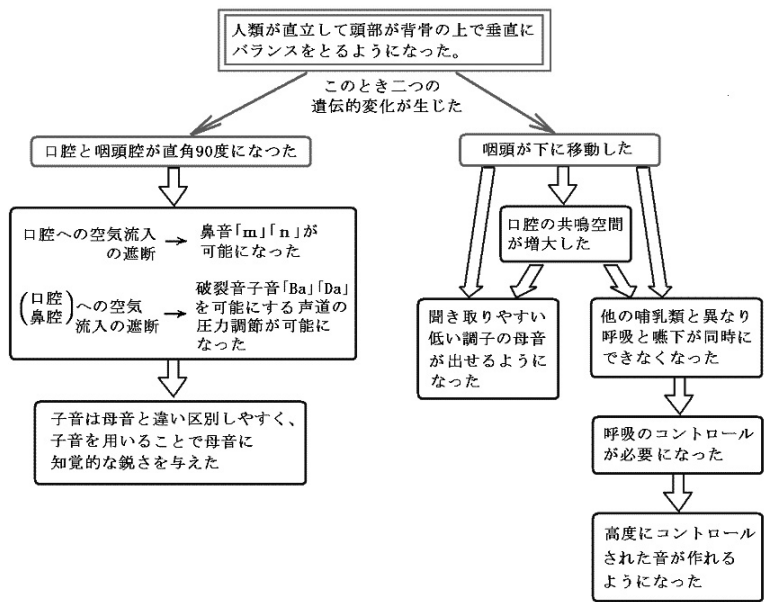 人類が直立して頭部が背骨の上で垂直に
バランスをとるようになった。
このとき二つの
遺伝的変化が生じた
口腔と咽頭腔が直角90度になつた
口腔への空気流入
の遮断
→
鼻音「m」「n」が
可能になった
(口腔
鼻腔)への空気
流入の遮断
→
破裂音子音「Ba」「Da」
を可能にする声道の
圧力調節が可能に
なった
子音は母音と違い区別しやすく、
子音を用いることで母音に
知覚的な鋭さを与えた
咽頭が下に移動した
口腔の共鳴空間
が増大した
聞き取りやすい
低い調子の母音
が出せるように
なった
他の哺乳類と異なり
呼吸と嚥下が同時に
できなくなった
呼吸のコントロール
が必要になった
高度にコントロール
された音が作れる
ようになった